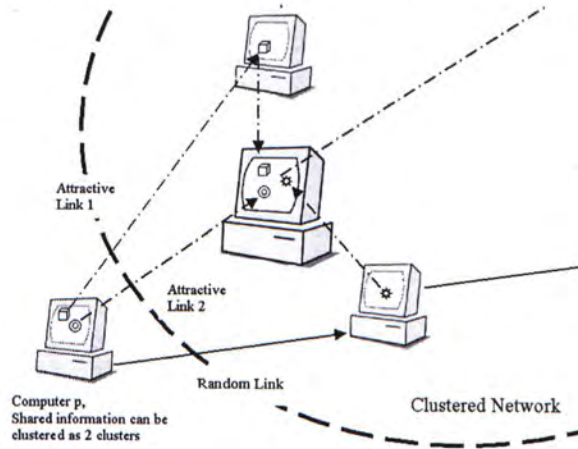 Attractive
Link 1
Attractive
Link 2
Random Link
Computer p,
Shared information can be
clustered as 2 clusters
Clustered Network